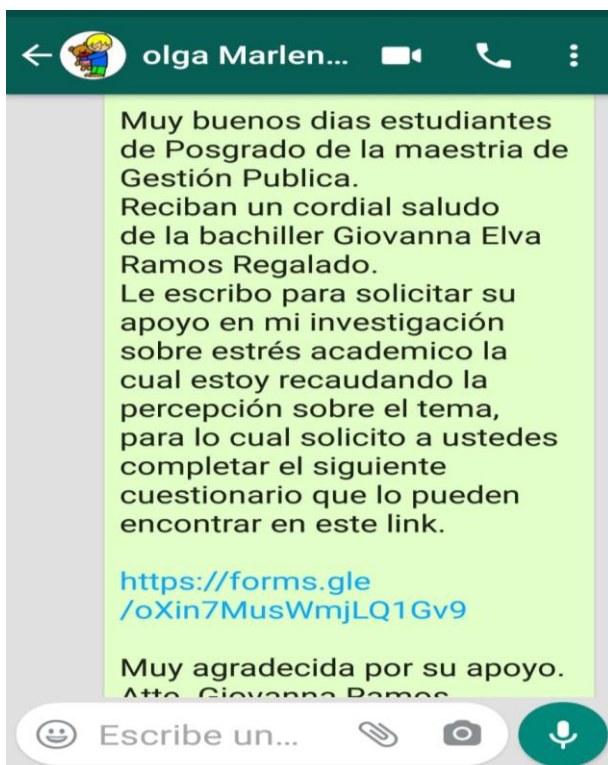 olga Marlen...
Muy buenos dias estudiantes
de Posgrado de la maestria de
Gestión Publica.
Reciban un cordial saludo
de la bachiller Giovanna Elva
Ramos Regalado.
Le escribo para solicitar su
apoyo en mi investigación
sobre estrés academico la
cual estoy recaudando la
percepción sobre el tema,
para lo cual solicito a ustedes
completar el siguiente
cuestionario que lo pueden
encontrar en este link.
https://forms.gle
/oXin7MusWmjLQ1Gv9
Muy agradecida por su apoyo.
Atte. Giovanna Ramos
Escribe un...